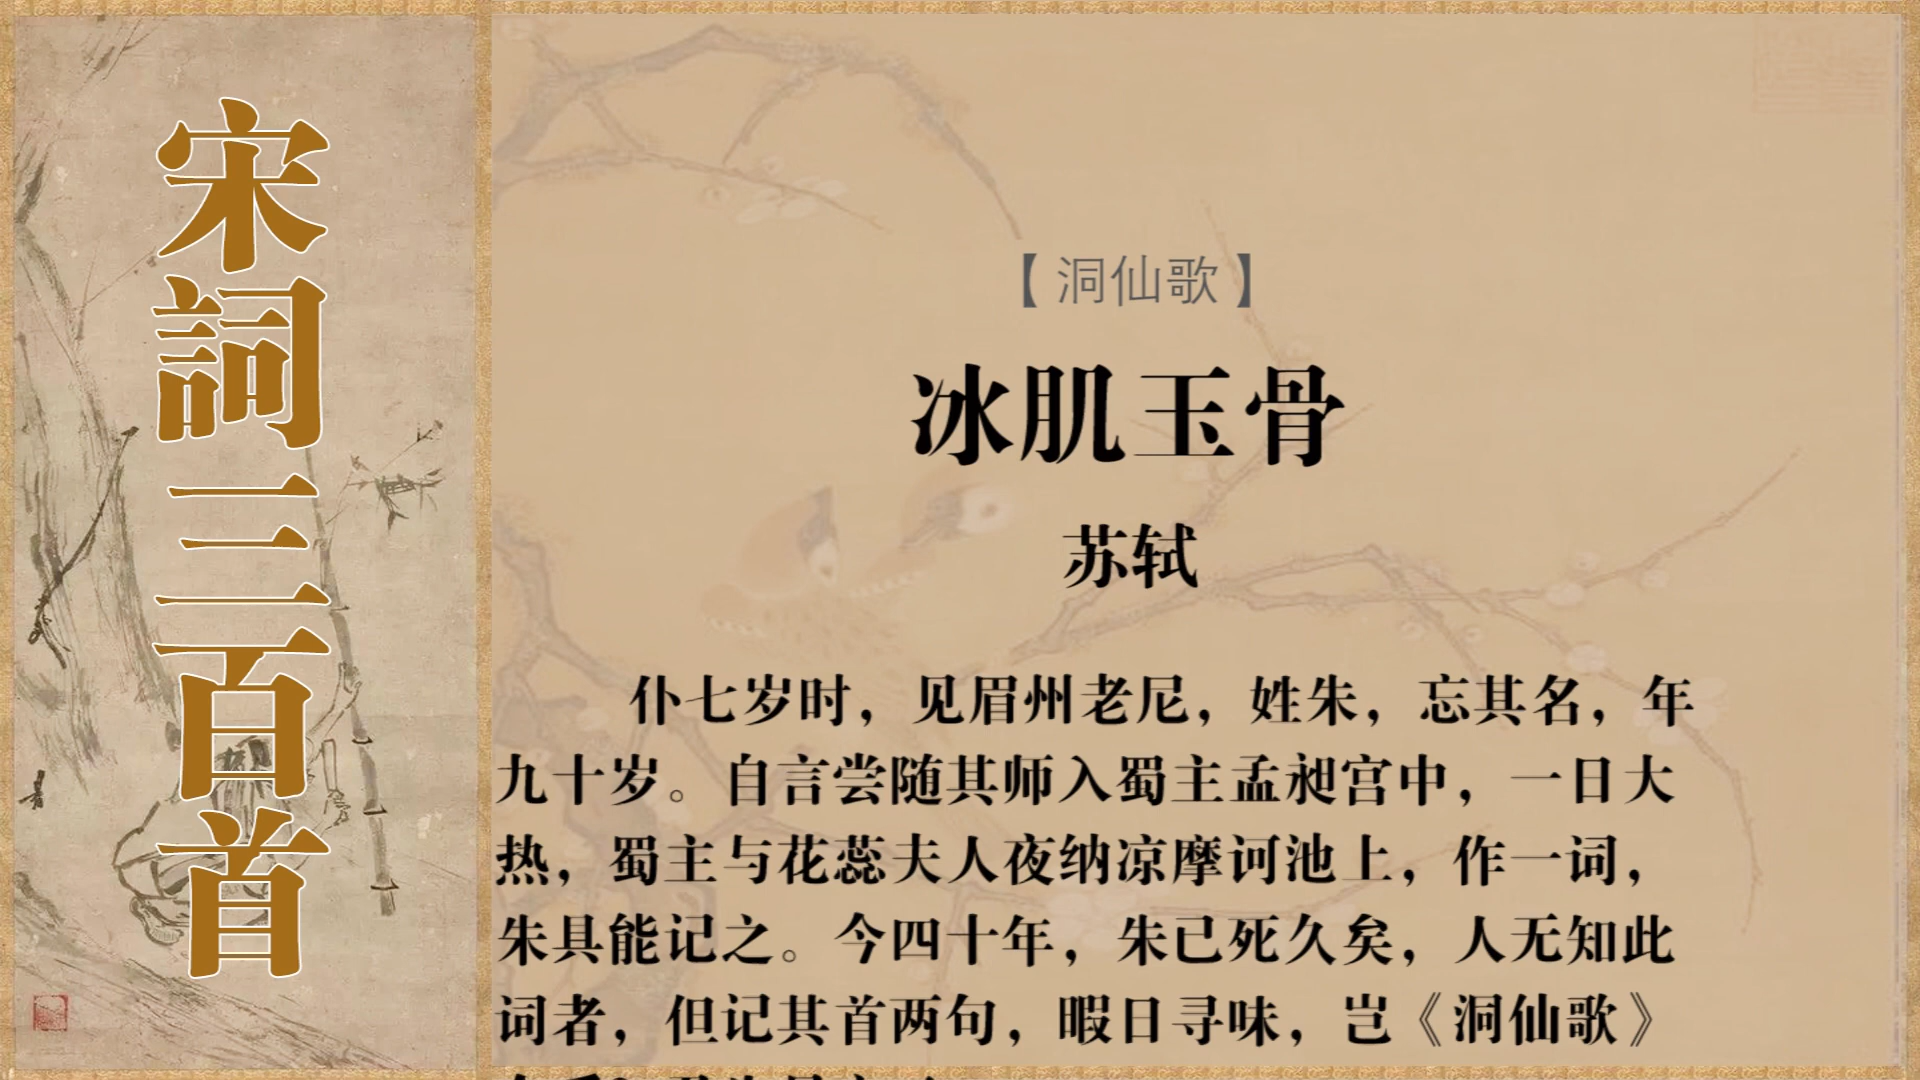 宋詞三百首
【洞仙歌】
冰肌玉骨
苏轼
仆七岁时，见眉州老尼，姓朱，忘其名，年
九十岁。自言尝随其师入蜀主孟昶宫中，一日大
热，蜀主与花蕊夫人夜纳凉摩诃池上，作一词，
朱具能记之。今四十年，朱已死久矣，人无知此
词者，但记其首两句，暇日寻味，岂《洞仙歌》